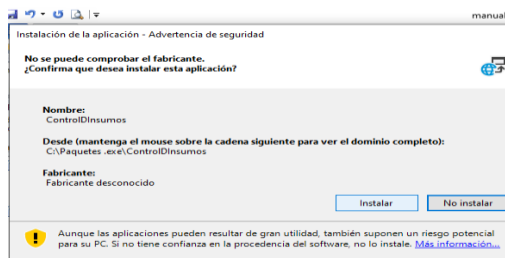 manual
Instalación de la aplicación - Advertencia de seguridad
No se puede comprobar el fabricante.
¿Confirma que desea instalar esta aplicación?
Nombre:
ControlDInsumos
Desde (mantenga el mouse sobre la cadena siguiente para ver el dominio completo):
C:\Paquetes .exe\ControlDInsumos
Fabricante:
Fabricante desconocido
Instalar
No instalar
Aunque las aplicaciones pueden resultar de gran utilidad, también suponen un riesgo potencial
para su PC. Si no tiene confianza en la procedencia del software, no lo instale. Más información...